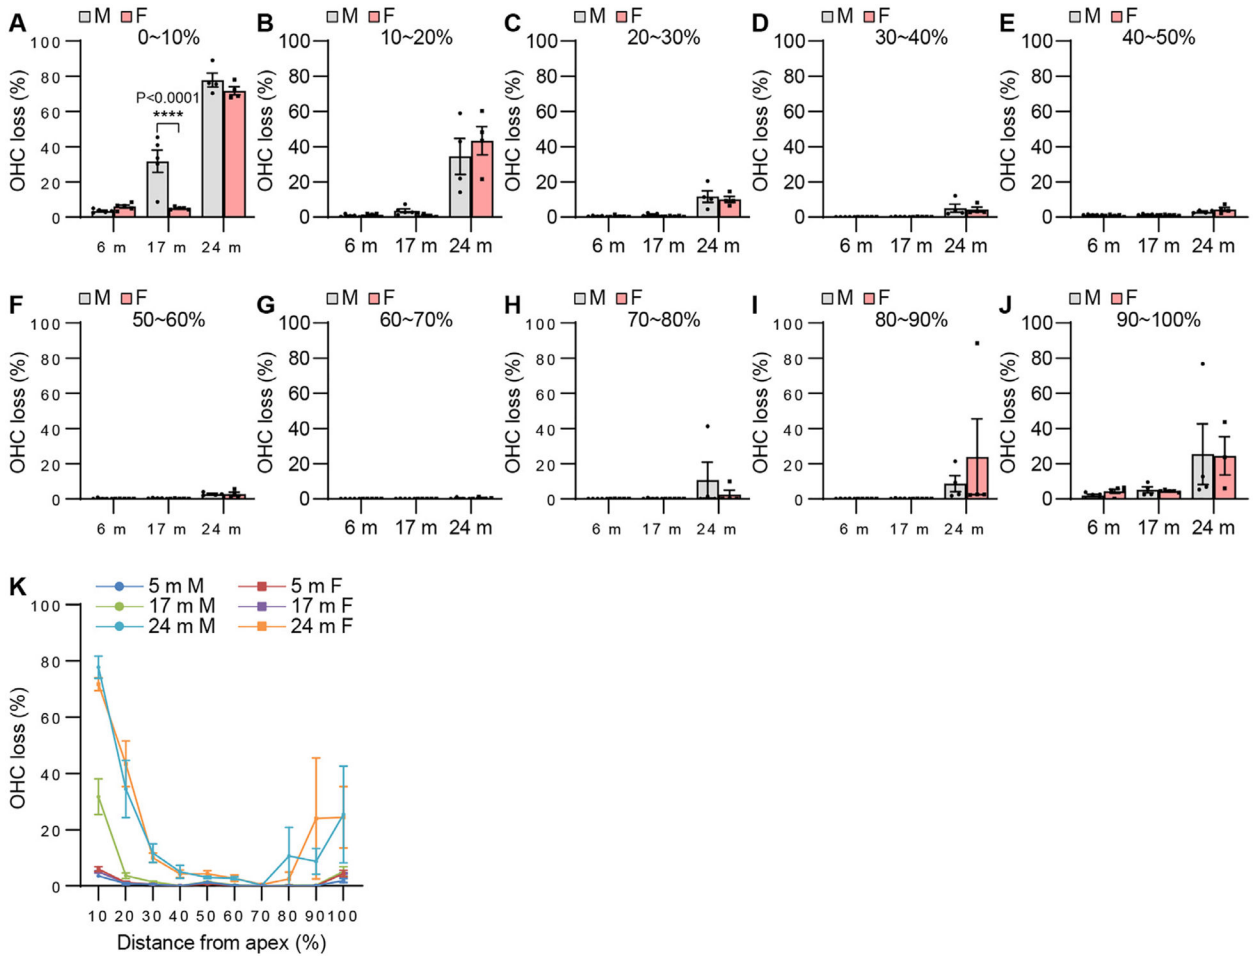 A
M F
0~10%
OHC loss (%)
100
80
60
40
20
0
P<0.0001
****
6 m 17 m 24 m
B
M F
10~20%
OHC loss (%)
100
80
60
40
20
0
6 m 17 m 24 m
C
M F
20~30%
OHC loss (%)
100
80
60
40
20
0
6 m 17 m 24 m
D
M F
30~40%
OHC loss (%)
100
80
60
40
20
0
6 m 17 m 24 m
E
M F
40~50%
OHC loss (%)
100
80
60
40
20
0
6 m 17 m 24 m
F
M F
50~60%
OHC loss (%)
100
80
60
40
20
0
6 m 17 m 24 m
G
M F
60~70%
OHC loss (%)
100
80
60
40
20
0
6 m 17 m 24 m
H
M F
70~80%
OHC loss (%)
100
80
60
40
20
0
6 m 17 m 24 m
I
M F
80~90%
OHC loss (%)
100
80
60
40
20
0
6 m 17 m 24 m
J
M F
90~100%
OHC loss (%)
100
80
60
40
20
0
6 m 17 m 24 m
K
5 m M 5 m F
17 m M 17 m F
24 m M 24 m F
OHC loss (%)
100
80
60
40
20
0
10 20 30 40 50 60 70 80 90 100
Distance from apex (%)